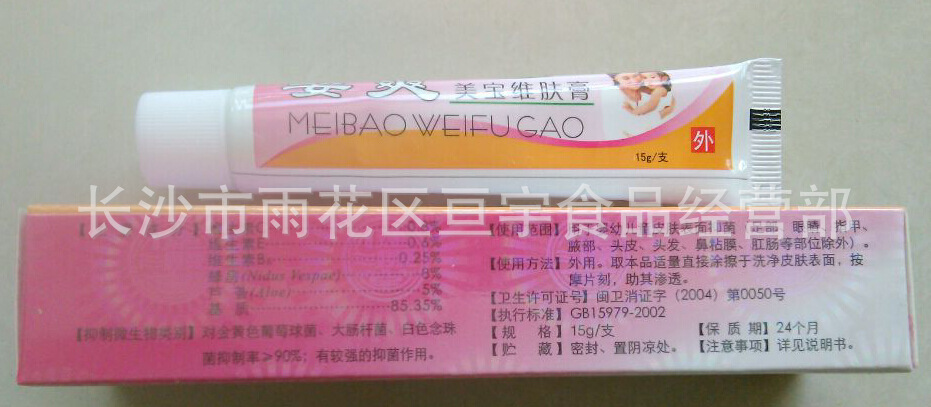 爽
美宝维肤膏
MEIBAOWEIFUGAO
15g/支
外
长沙市雨花区亘宇食品经营部
维生素E 0.6%
维生素B 0.25%
蜂房(Nidus Vespae) 8%
芦荟(Aloe) 5%
基质 85.35%
【抑制微生物类别】对金黄色葡萄球菌、大肠杆菌、白色念珠
菌抑制率>90%;有较强的抑菌作用。
【使用范围】 眼睛、指甲、
腋部、头皮、头发、鼻粘膜、肛肠等部位除外)。
【使用方法】外用。取本品适量直接涂擦于洗净皮肤表面,按
摩片刻,助其渗透。
【卫生许可证号】闽卫消证字(2004)第0050号
【执行标准】GB15979-2002
【规 格】15g/支 【保 质 期】24个月
【贮 藏】密封、置阴凉处。【注意事项】详见说明书。